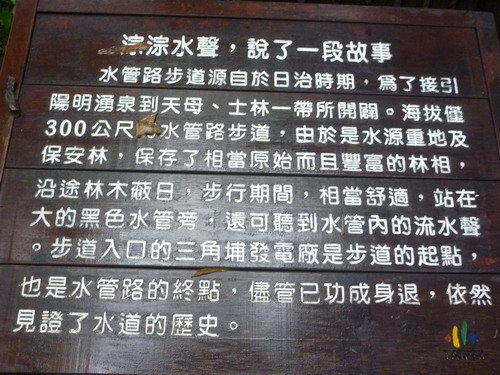 淙淙水聲，說了一段故事
水管路步道源自於日治時期，爲了接引
陽明湧泉到天母、士林一帶所開闢。海拔僅
300公尺 水管路步道，由於是水源重地及
保安林，保存了相當原始而且豐富的林相，
沿途林木蔽日，步行期間，相當舒適，站在
大的黑色水管旁，還可聽到水管內的流水聲
。步道入口的三角埔發電廠是步道的起點，
也是水管路的終點，儘管已功成身退，依然
見證了水道的歷史。
TAIPEI